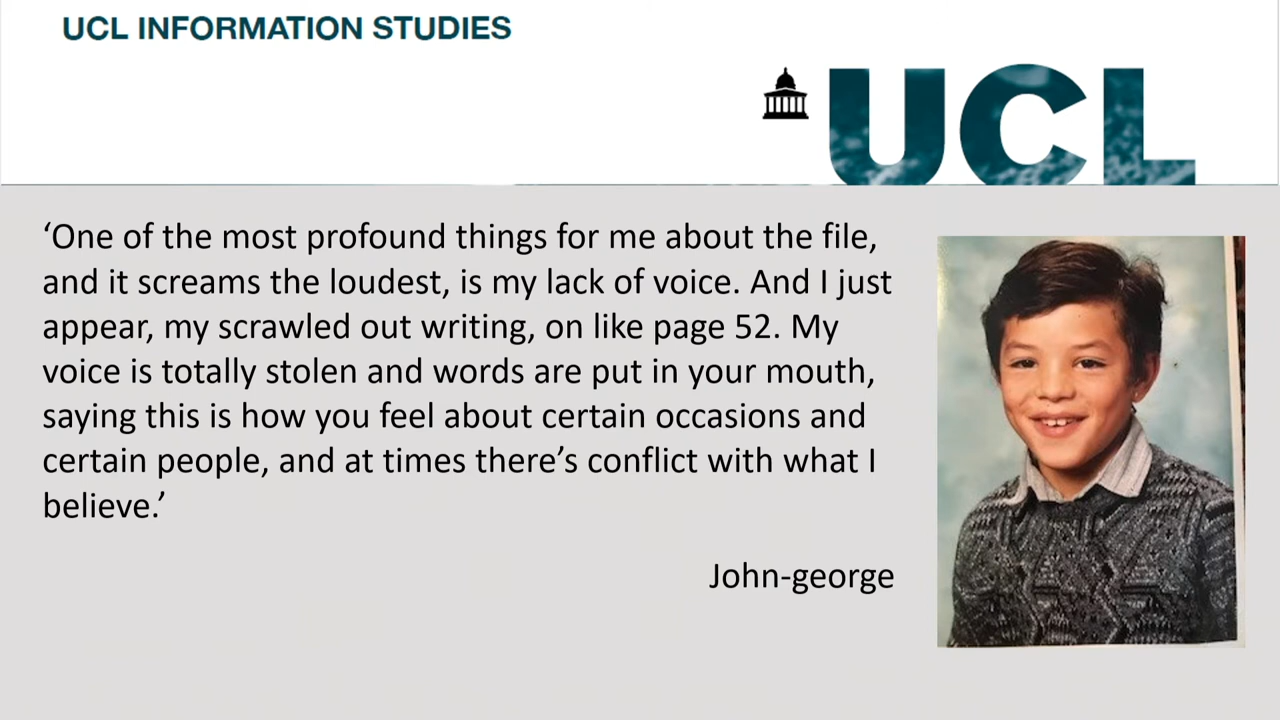 UCL INFORMATION STUDIES
UCL
‘One of the most profound things for me about the file,
and it screams the loudest, is my lack of voice. And I just
appear, my scrawled out writing, on like page 52. My
voice is totally stolen and words are put in your mouth,
saying this is how you feel about certain occasions and
certain people, and at times there’s conflict with what I
believe.’
John-george